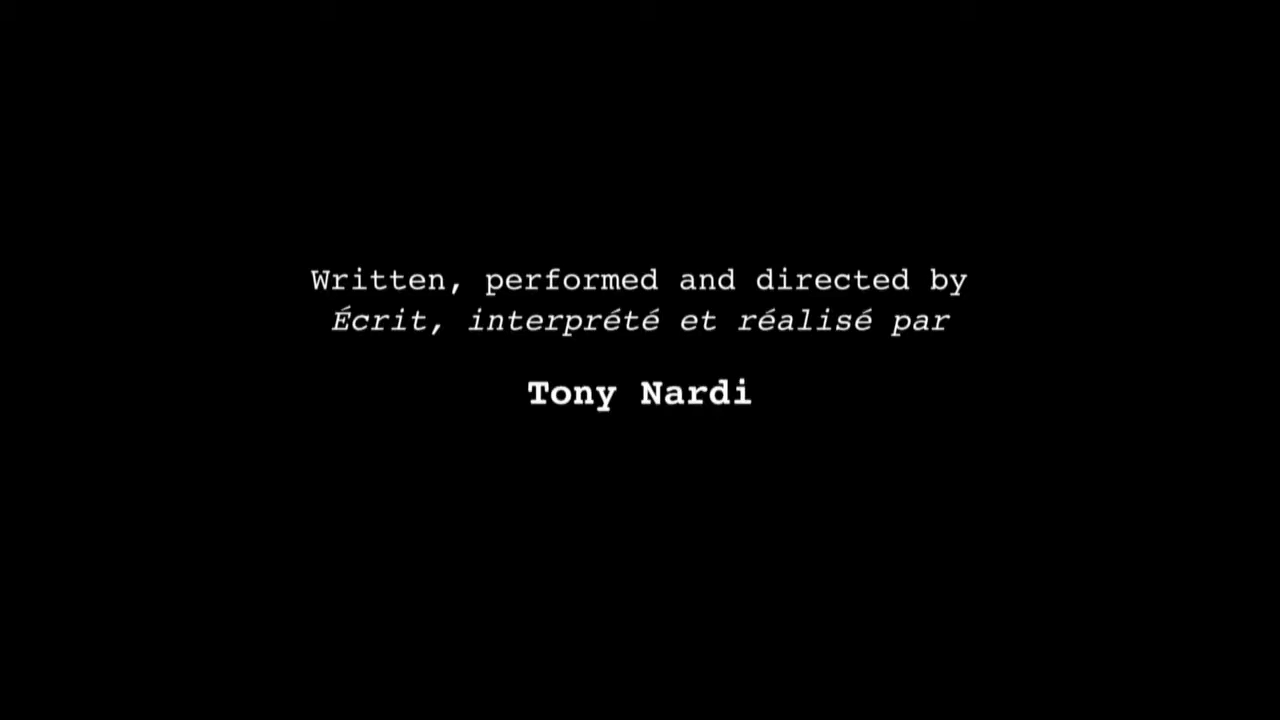 Written, performed and directed by
Écrit, interprété et réalisé par
Tony Nardi